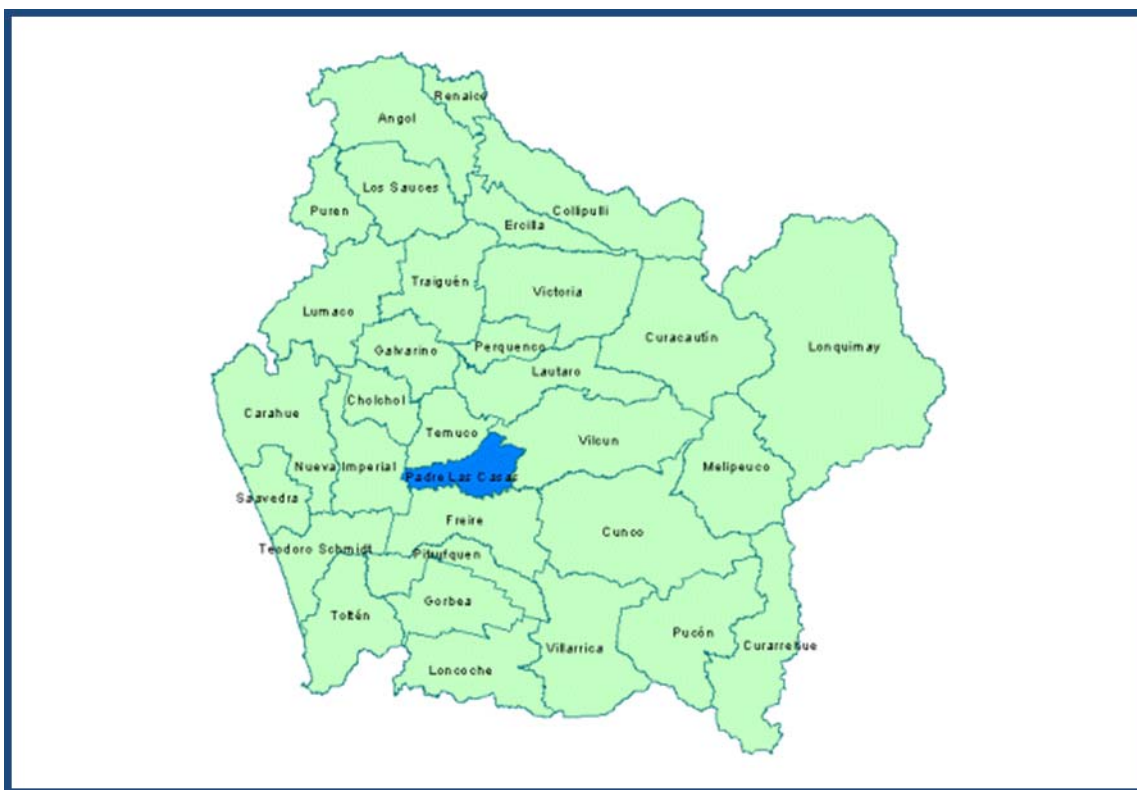 Renaico
Angol
Los Sauces
Puren
Collipulli
Ercilla
Traiguén
Victoria
Lumaco
Curacautín
Lonquimay
Galvarino
Perquenco
Lautaro
Cholchol
Carahue
Temuco
Vilcun
Nueva Imperial
Melipeuco
Padre Las Casas
Saavedra
Freire
Cunco
Teodoro Schmidt
Pitrufquen
Gorbea
Toltén
Pucón
Villarrica
Curarrehue
Loncoche